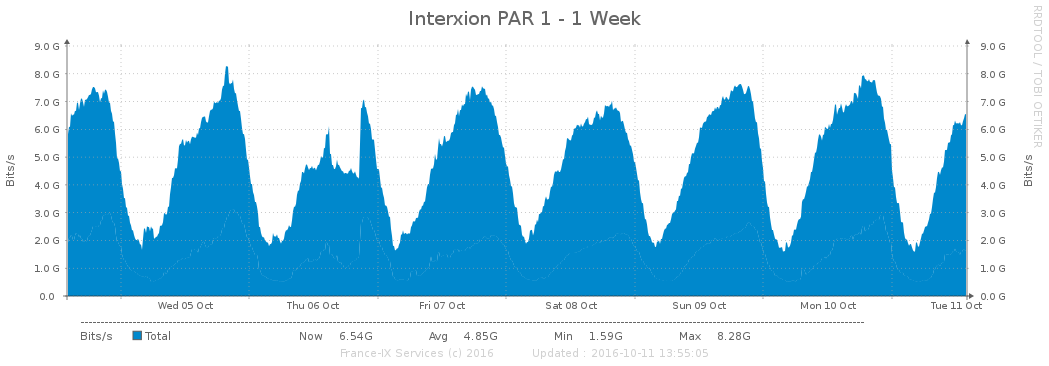 Interxion PAR 1 - 1 Week
RRDTOOL / TOBI OETIKER
Bits/s
9.0 G
8.0 G
7.0 G
6.0 G
5.0 G
4.0 G
3.0 G
2.0 G
1.0 G
0.0
9.0 G
8.0 G
7.0 G
6.0 G
5.0 G
4.0 G
3.0 G
2.0 G
1.0 G
0.0 G
Bits/s
Wed 05 Oct Thu 06 Oct Fri 07 Oct Sat 08 Oct Sun 09 Oct Mon 10 Oct Tue 11 Oct
Bits/s Total Now 6.54G Avg 4.85G Min 1.59G Max 8.28G
France-IX Services (c) 2016 Updated : 2016-10-11 13:55:05